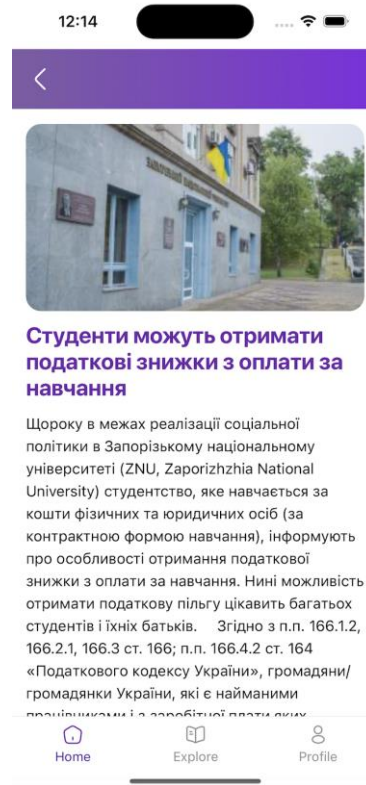 12:14
Студенти можуть отримати
податкові знижки з оплати за
навчання
Щороку в межах реалізації соціальної
політики в Запорізькому національному
університеті (ZNU, Zaporizhzhia National
University) студентство, яке навчається за
кошти фізичних та юридичних осіб (за
контрактною формою навчання), інформують
про особливості отримання податкової
знижки з оплати за навчання. Нині можливість
отримати податкову пільгу цікавить багатьох
студентів і їхніх батьків. Згідно з п.п. 166.1.2,
166.2.1, 166.3 ст. 166; п.п. 166.4.2 ст. 164
«Податкового кодексу України», громадяни/
громадянки України, які є найманими
працівниками і з заробітної плати яких
Home Explore Profile